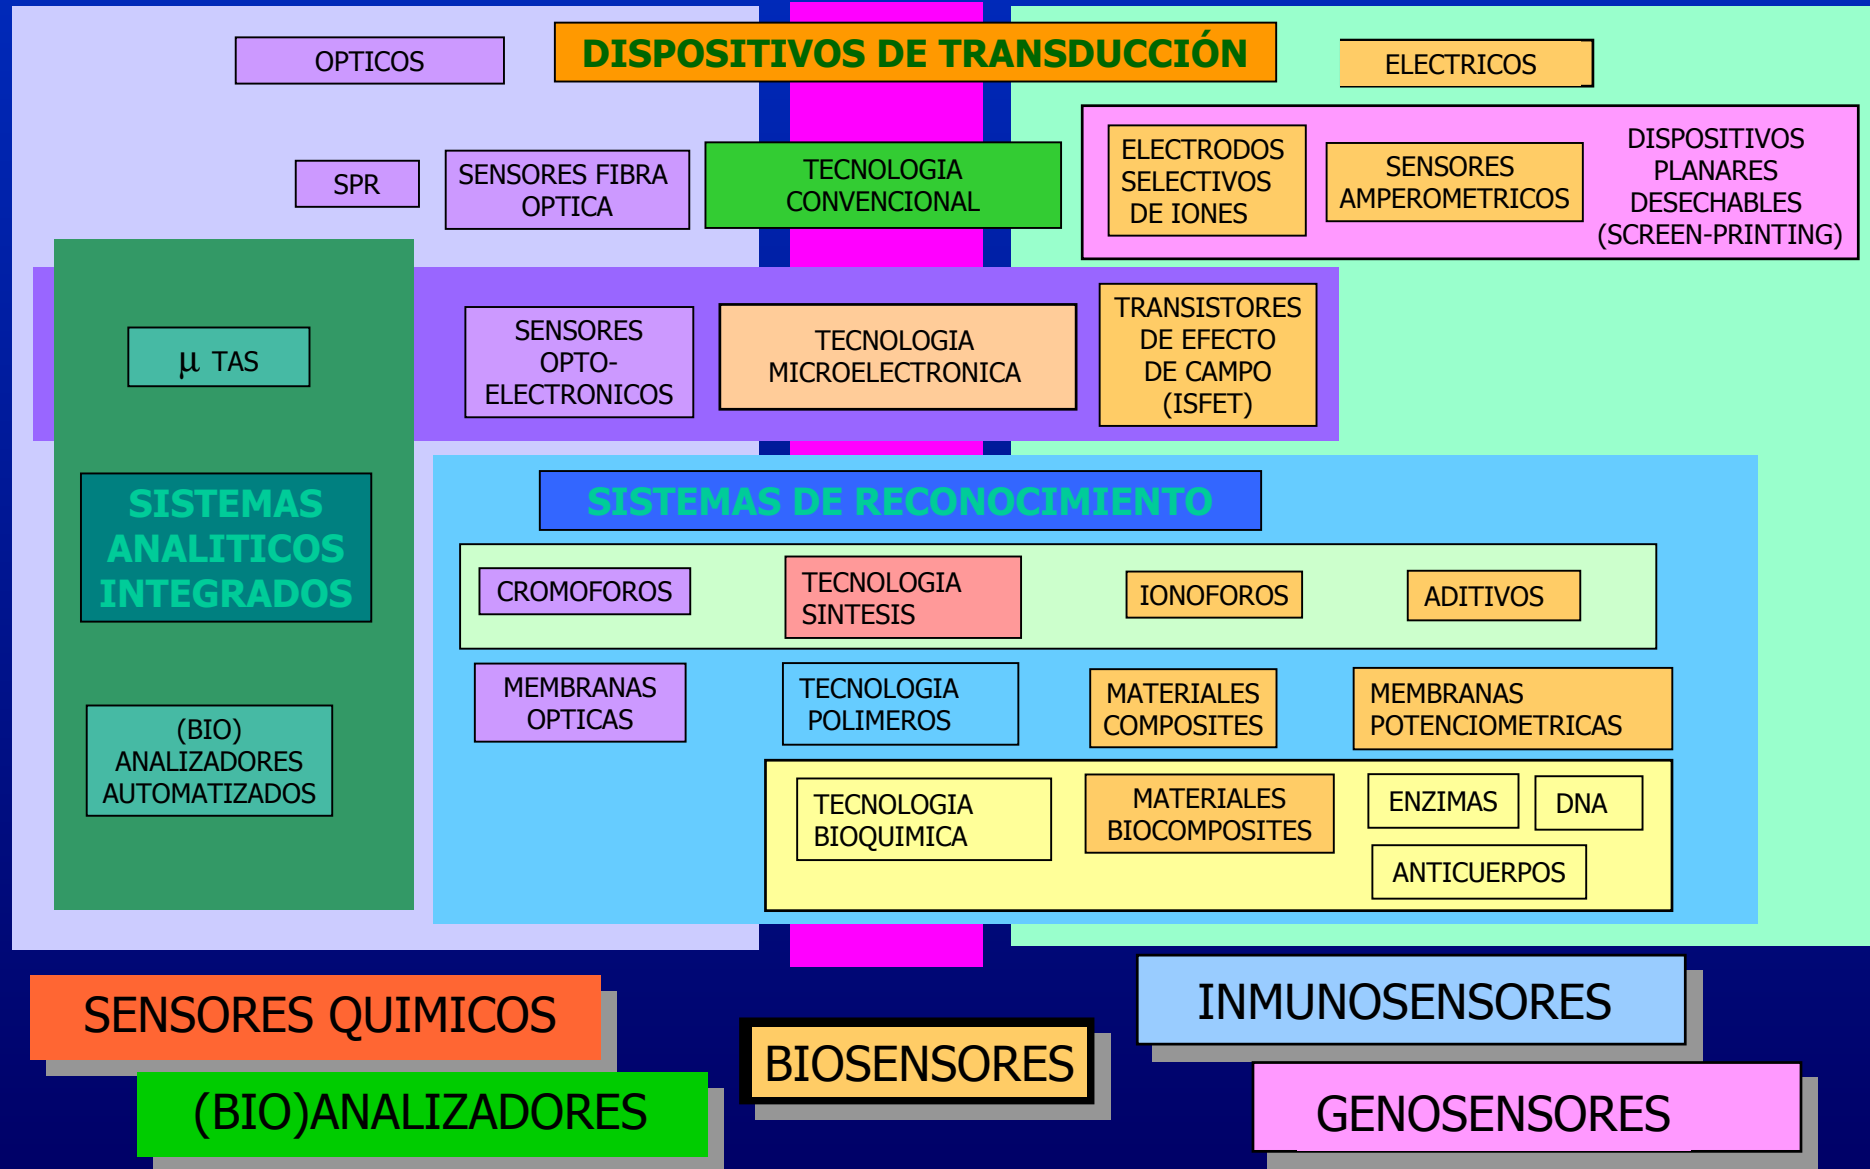 DISPOSITIVOS DE TRANSDUCCIÓN
OPTICOS
ELECTRICOS
SPR
SENSORES FIBRA
OPTICA
TECNOLOGIA
CONVENCIONAL
ELECTRODOS
SELECTIVOS
DE IONES
SENSORES
AMPEROMETRICOS
DISPOSITIVOS
PLANARES
DESECHABLES
(SCREEN-PRINTING)
μ TAS
SENSORES
OPTO-
ELECTRONICOS
TECNOLOGIA
MICROELECTRONICA
TRANSISTORES
DE EFECTO
DE CAMPO
(ISFET)
SISTEMAS
ANALITICOS
INTEGRADOS
SISTEMAS DE RECONOCIMIENTO
CROMOFOROS
TECNOLOGIA
SINTESIS
IONOFOROS
ADITIVOS
MEMBRANAS
OPTICAS
TECNOLOGIA
POLIMEROS
MATERIALES
COMPOSITES
MEMBRANAS
POTENCIOMETRICAS
(BIO)
ANALIZADORES
AUTOMATIZADOS
TECNOLOGIA
BIOQUIMICA
MATERIALES
BIOCOMPOSITES
ENZIMAS
DNA
ANTICUERPOS
SENSORES QUIMICOS
(BIO)ANALIZADORES
BIOSENSORES
INMUNOSENSORES
GENOSENSORES